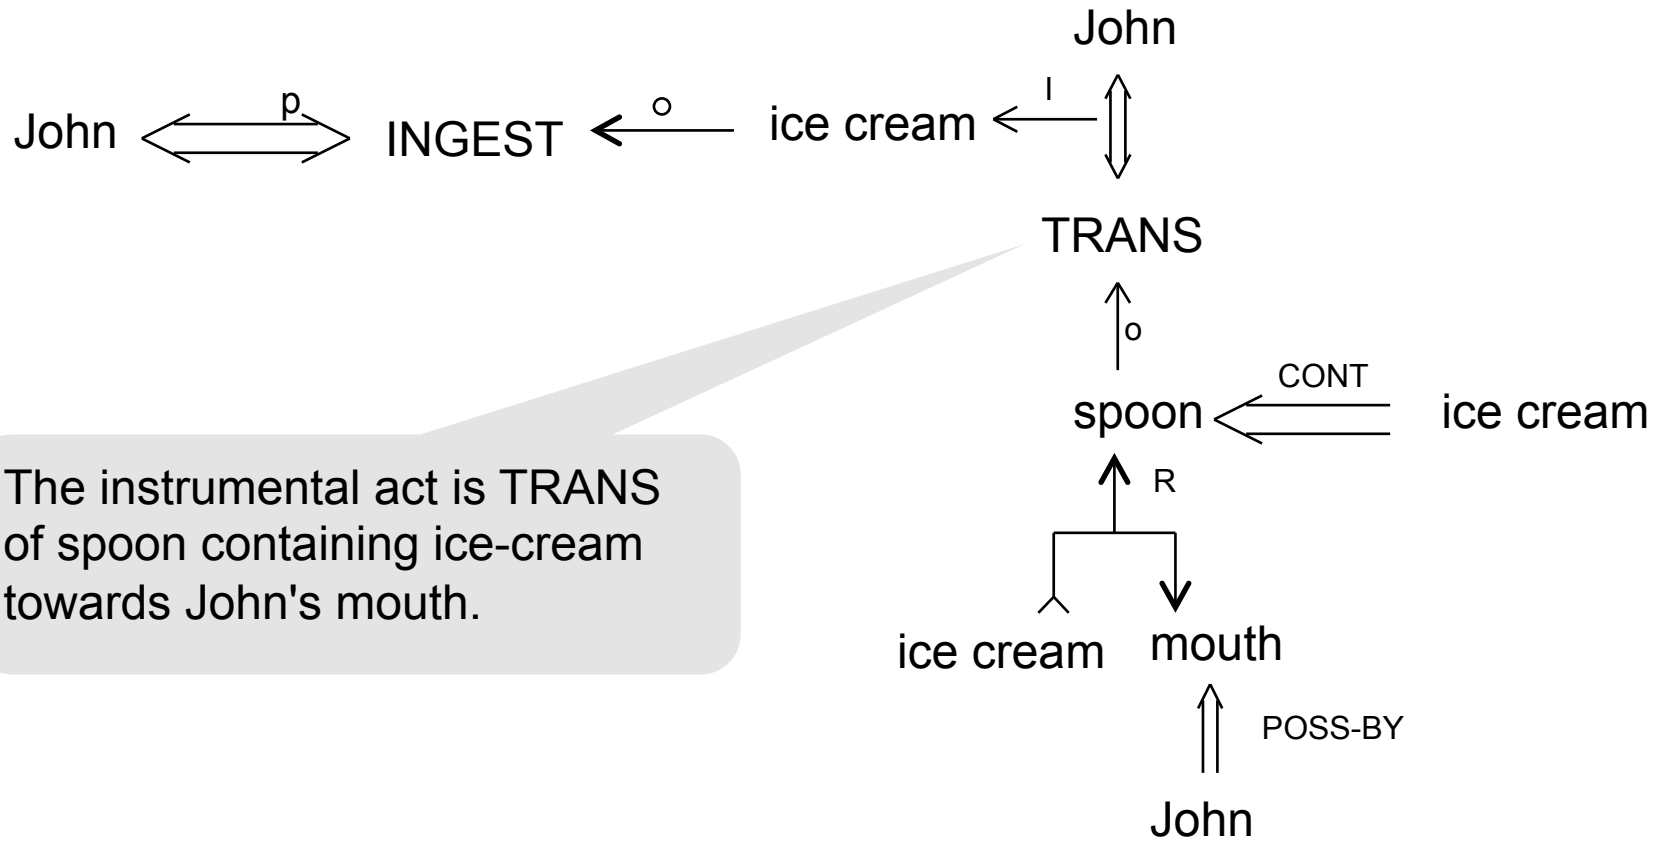 John
John
p
INGEST
o
ice cream
I
TRANS
o
spoon
CONT
ice cream
R
ice cream
mouth
POSS-BY
John
The instrumental act is TRANS
of spoon containing ice-cream
towards John's mouth.